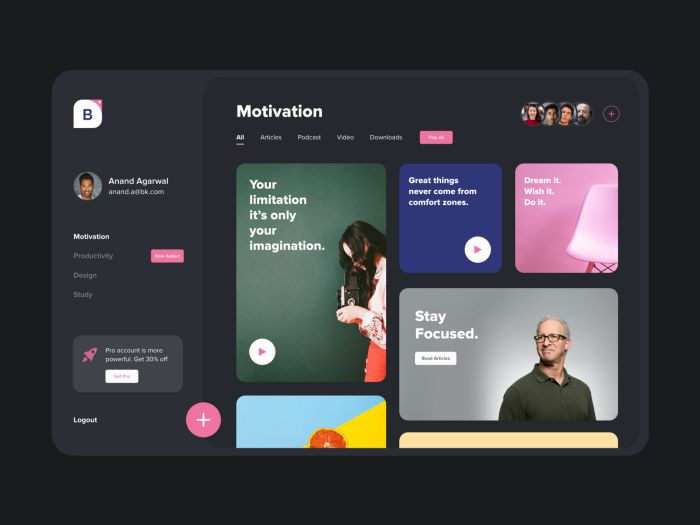 B
Motivation
All
Articles
Podcast
Video
Downloads
Play All
Anand Agarwal
anand.a@bk.com
Motivation
Productivity
New Added
Design
Study
Pro account is more
powerful. Get 30% off
Get Pro
Logout
Your
limitation
it’s only
your
imagination.
Great things
never come from
comfort zones.
Dream it.
Wish it.
Do it.
Stay
Focused.
Read Articles